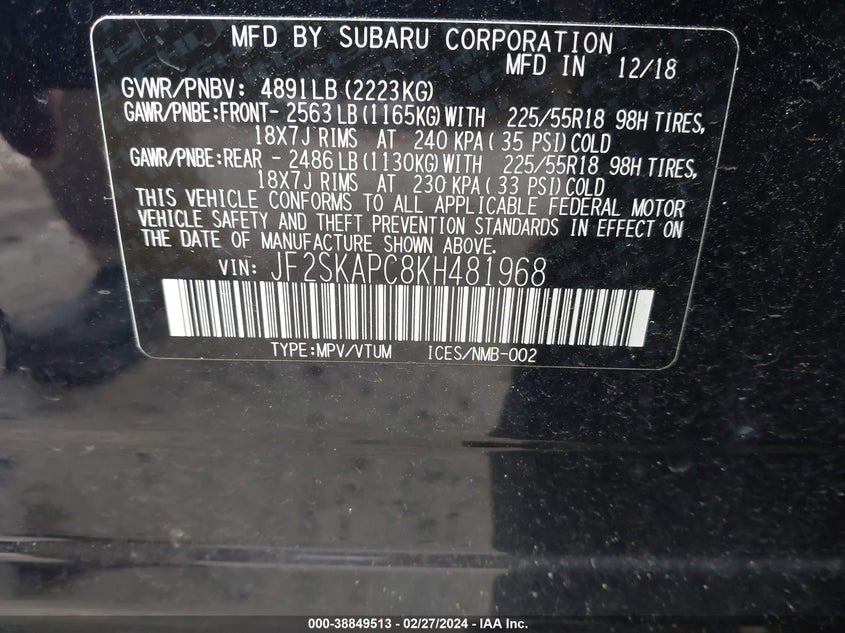 MFD BY SUBARU CORPORATION
MFD IN 12/18
GVWR/PNBV: 4891LB(2223KG)
GAWR/PNBE:FRONT- 2563LB(1165KG)WITH 225/55R18 98H TIRES,
18X7J RIMS AT 240 KPA( 35 PSI)COLD
GAWR/PNBE:REAR - 2486LB(1130KG)WITH 225/55R18 98H TIRES,
18X7J RIMS AT 230 KPA( 33 PSI)COLD
THIS VEHICLE CONFORMS TO ALL APPLICABLE FEDERAL MOTOR
VEHICLE SAFETY AND THEFT PREVENTION STANDARDS IN EFFECT ON
THE DATE OF MANUFACTURE SHOWN ABOVE.
VIN: JF2SKAPC8KH481968
TYPE:MPV/VTUM ICES/NMB-002
000-38849513 - 02/27/2024 - IAA Inc.